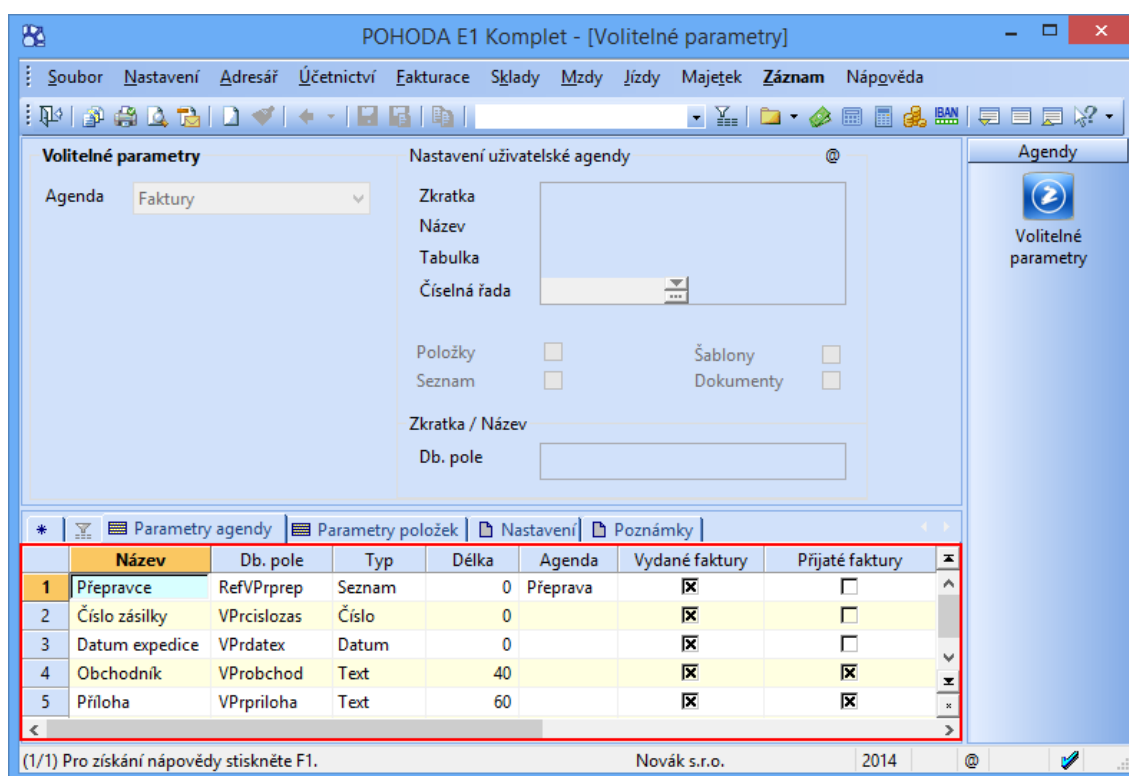 POHODA E1 Komplet - [Volitelné parametry]
Soubor Nastavení Adresář Účetnictví Fakturace Sklady Mzdy Jízdy Majetek Záznam Nápověda
IBAN
Volitelné parametry
Agenda Faktury
Nastavení uživatelské agendy @
Zkratka
Název
Tabulka
Číselná řada
Položky Šablony
Seznam Dokumenty
Zkratka / Název
Db. pole
Agendy
Volitelné
parametry
* Parametry agendy Parametry položek Nastavení Poznámky
Název Db. pole Typ Délka Agenda Vydané faktury Přijaté faktury
1 Přepravce RefVPrprep Seznam 0 Přeprava
2 Číslo zásilky VPrcislozas Číslo 0
3 Datum expedice VPrdatex Datum 0
4 Obchodník VProbchod Text 40
5 Příloha VPrpriloha Text 60
(1/1) Pro získání nápovědy stiskněte F1. Novák s.r.o. 2014 @